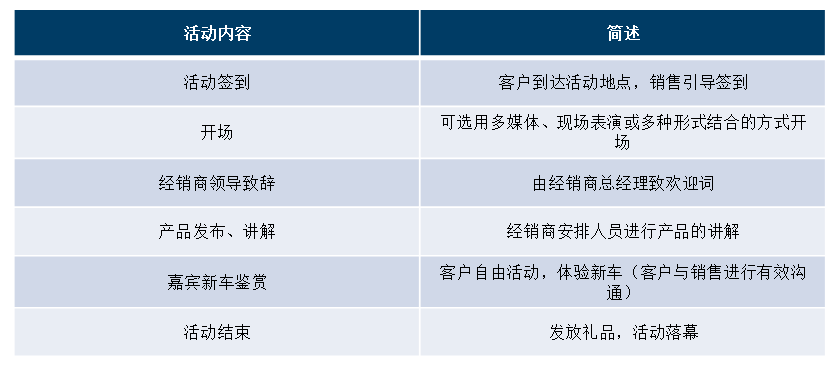 活动内容
简述
活动签到
客户到达活动地点，销售引导签到
开场
可选用多媒体、现场表演或多种形式结合的方式开
场
经销商领导致辞
由经销商总经理致欢迎词
产品发布、讲解
经销商安排人员进行产品的讲解
嘉宾新车鉴赏
客户自由活动，体验新车（客户与销售进行有效沟
通）
活动结束
发放礼品，活动落幕